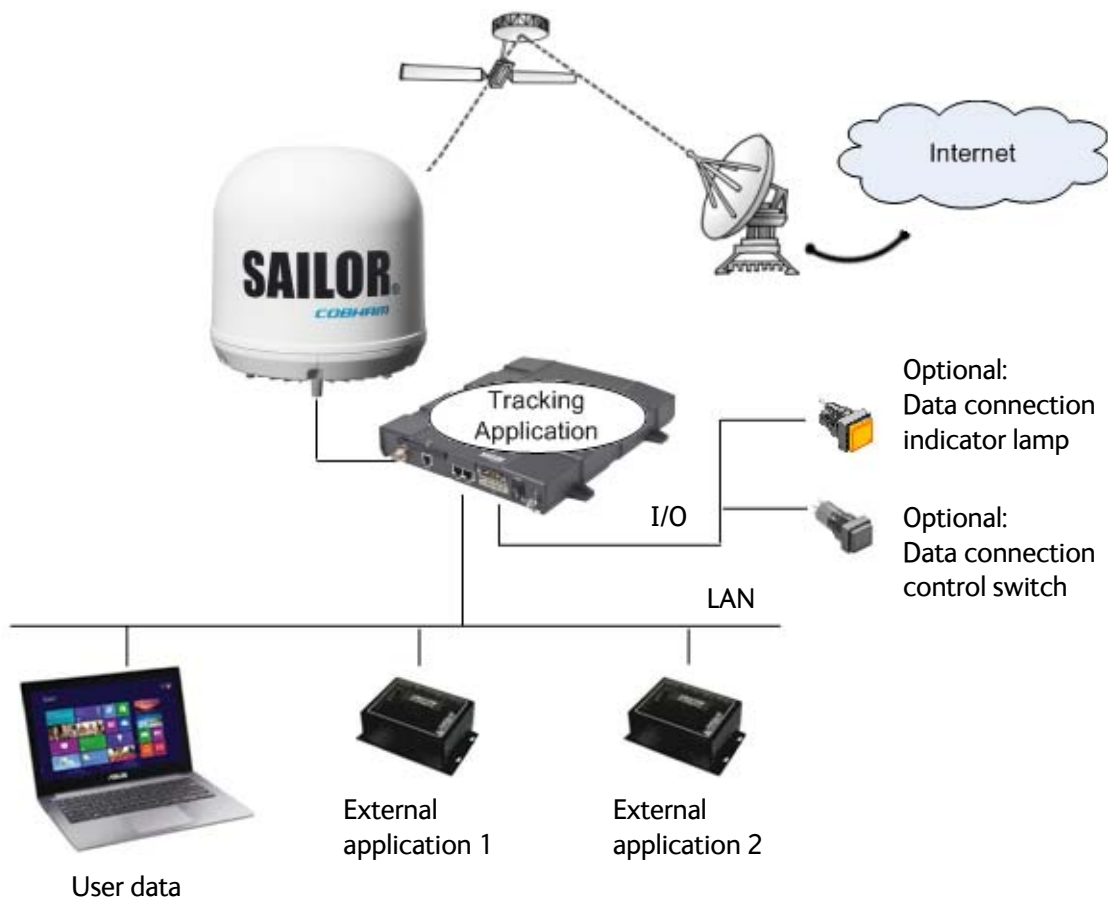 Internet
SAILOR®
COBHAM
Tracking
Application
Optional:
Data connection
indicator lamp
I/O
Optional:
Data connection
control switch
LAN
ASUS
External
application 1
External
application 2
User data